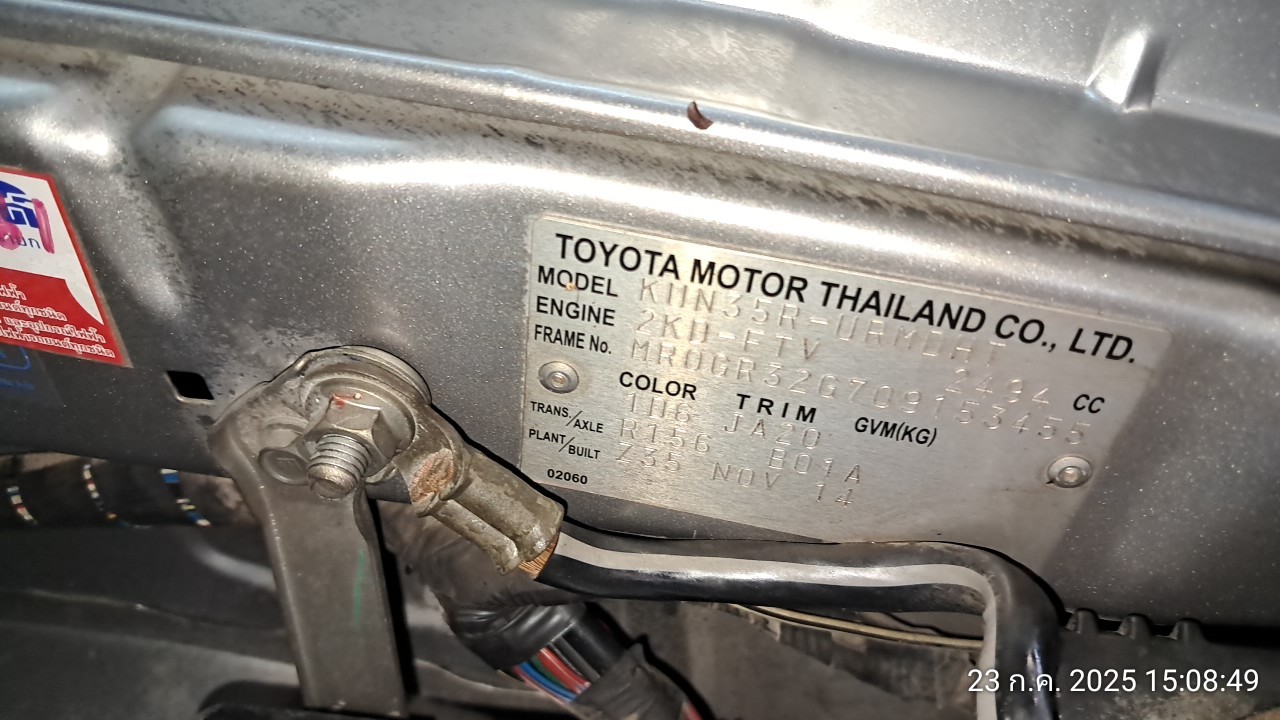 TOYOTA MOTOR THAILAND CO., LTD.
MODEL KUN35R-URMDHT
ENGINE 2KD-FTV 2494 CC
FRAME No. MR0GR32G709153455
COLOR TRIM GVM(KG)
1H6 JA20
TRANS./AXLE R156 B01A
PLANT/BUILT Z35 NOV 14
02060
23 ก.ค. 2025 15:08:49